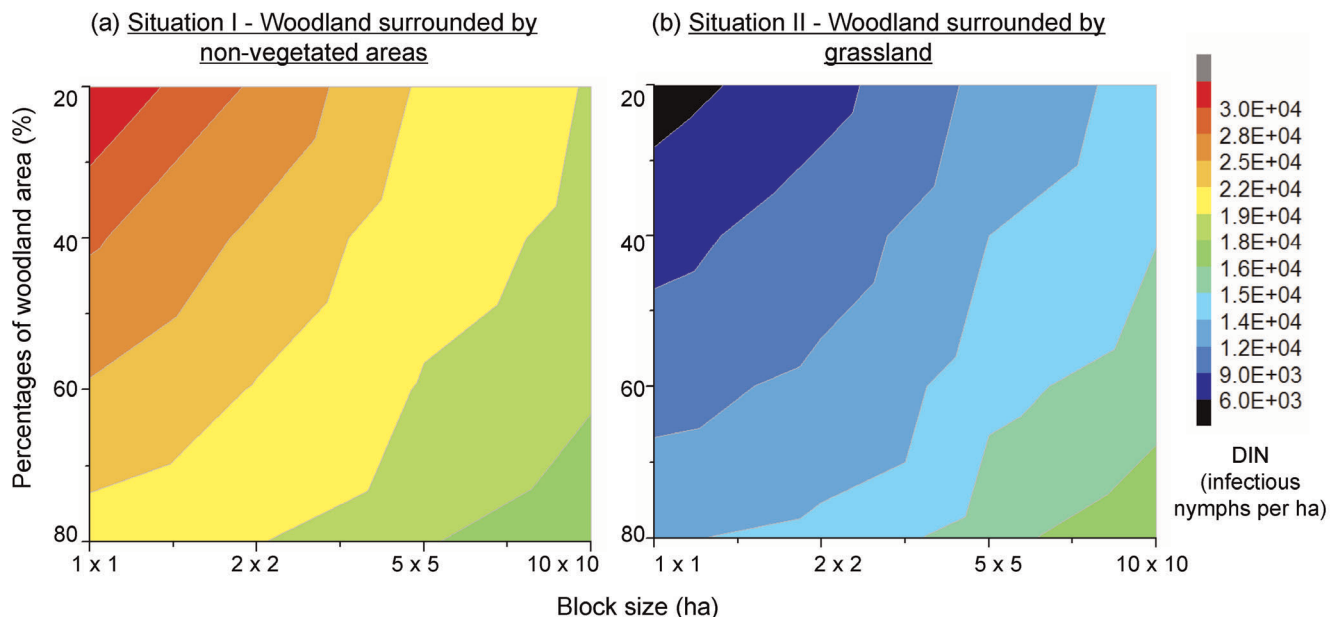 (a) Situation I - Woodland surrounded by
non-vegetated areas
(b) Situation II - Woodland surrounded by
grassland
Percentages of woodland area (%)
20
40
60
80
1 x 1
2 x 2
5 x 5
10 x 10
20
40
60
80
1 x 1
2 x 2
5 x 5
10 x 10
Block size (ha)
3.0E+04
2.8E+04
2.5E+04
2.2E+04
1.9E+04
1.8E+04
1.6E+04
1.5E+04
1.4E+04
1.2E+04
9.0E+03
6.0E+03
DIN
(infectious
nymphs per ha)